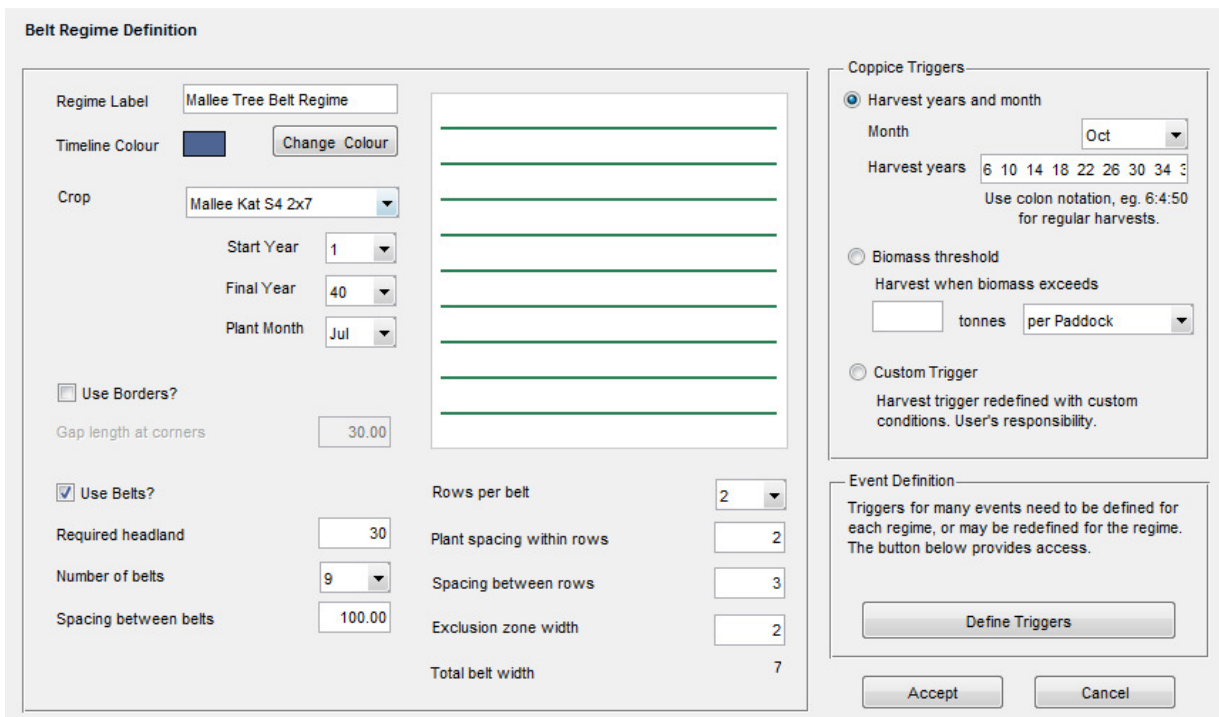 Belt Regime Definition
Regime Label Mallee Tree Belt Regime
Timeline Colour Change Colour
Crop Mallee Kat S4 2x7
Start Year 1
Final Year 40
Plant Month Jul
Use Borders?
Gap length at corners 30.00
Use Belts?
Required headland 30
Number of belts 9
Spacing between belts 100.00
Rows per belt 2
Plant spacing within rows 2
Spacing between rows 3
Exclusion zone width 2
Total belt width 7
Coppice Triggers
Harvest years and month
Month Oct
Harvest years 6 10 14 18 22 26 30 34
Use colon notation, eg. 6:4:50
for regular harvests.
Biomass threshold
Harvest when biomass exceeds
tonnes per Paddock
Custom Trigger
Harvest trigger redefined with custom
conditions. User's responsibility.
Event Definition
Triggers for many events need to be defined for
each regime, or may be redefined for the regime.
The button below provides access.
Define Triggers
Accept Cancel